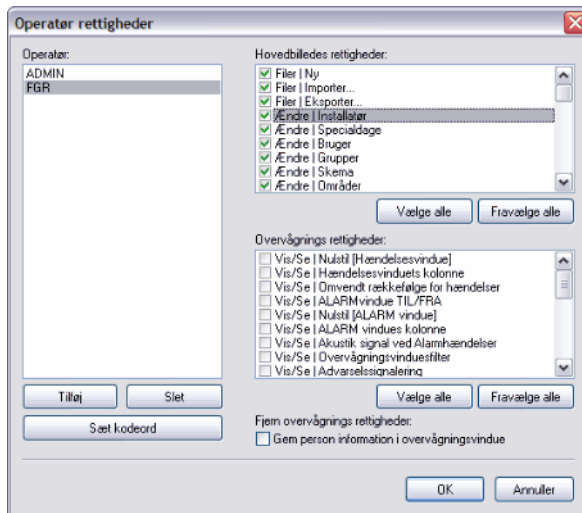 Operatør rettigheder
Operatør:
ADMIN
FGR
Tilføj
Slet
Sæt kodeord
Hovedbilledes rettigheder:
Filer | Ny
Filer | Importer...
Filer | Eksporter...
Ændre | Installatør
Ændre | Specialdage
Ændre | Bruger
Ændre | Grupper
Ændre | Skema
Ændre | Områder
Vælge alle
Fravælge alle
Overvågnings rettigheder:
Vis/Se | Nulstil [Hændelsesvindue]
Vis/Se | Hændelsesvinduets kolonne
Vis/Se | Omvendt rækkefølge for hændelser
Vis/Se | ALARMvindue TIL/FRA
Vis/Se | Nulstil [ALARM vindue]
Vis/Se | ALARM vindues kolonne
Vis/Se | Akustik signal ved Alarmhændelser
Vis/Se | Overvågningsvinduesfilter
Vis/Se | Advarselssignalering
Vælge alle
Fravælge alle
Fjern overvågnings rettigheder:
Gem person information i overvågningsvindue
OK
Annuller